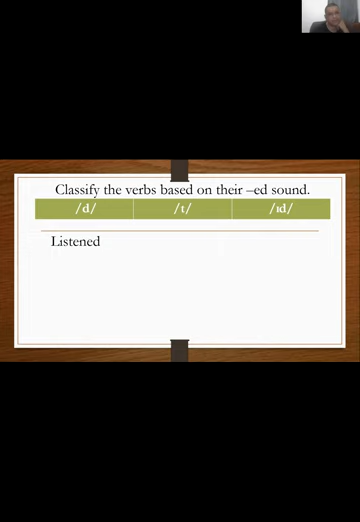 Classify the verbs based on their –ed sound.
/d/ /t/ /ɪd/
Listened